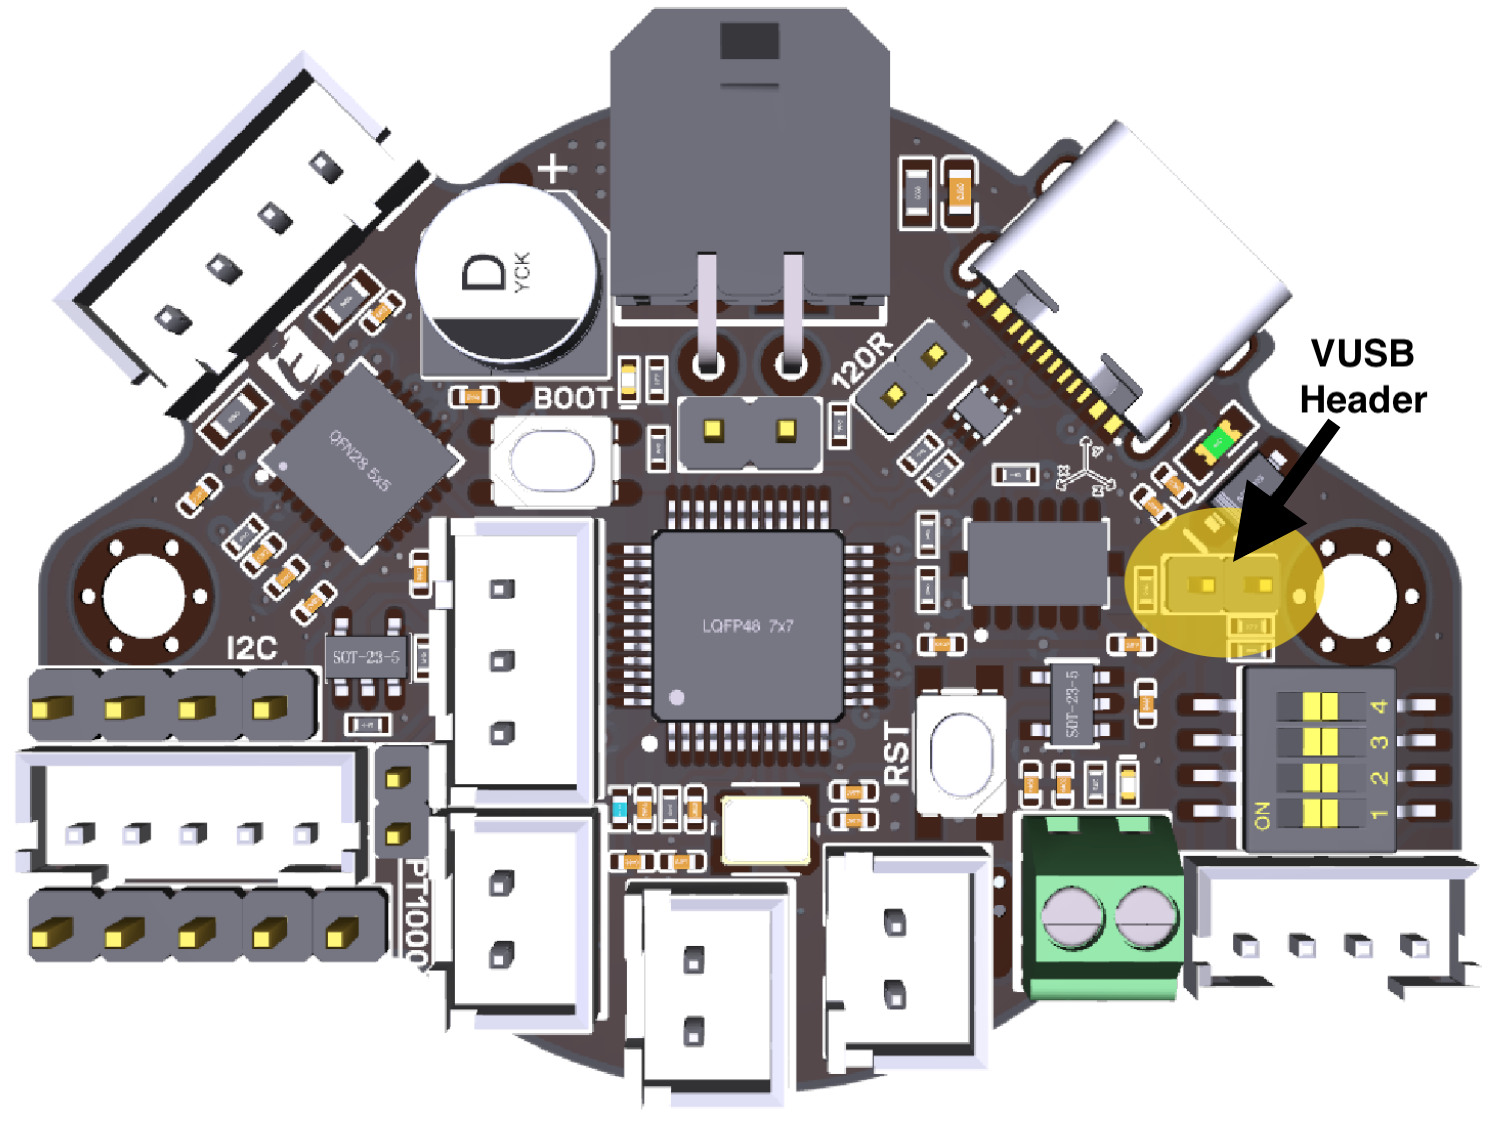 VUSB
Header
+
D
YCK
120R
BOOT
QFN28 5x5
LQFP48 7x7
I2C
SOT-23-5
SOT-23-5
RST
4
3
2
1
ON
PT1000